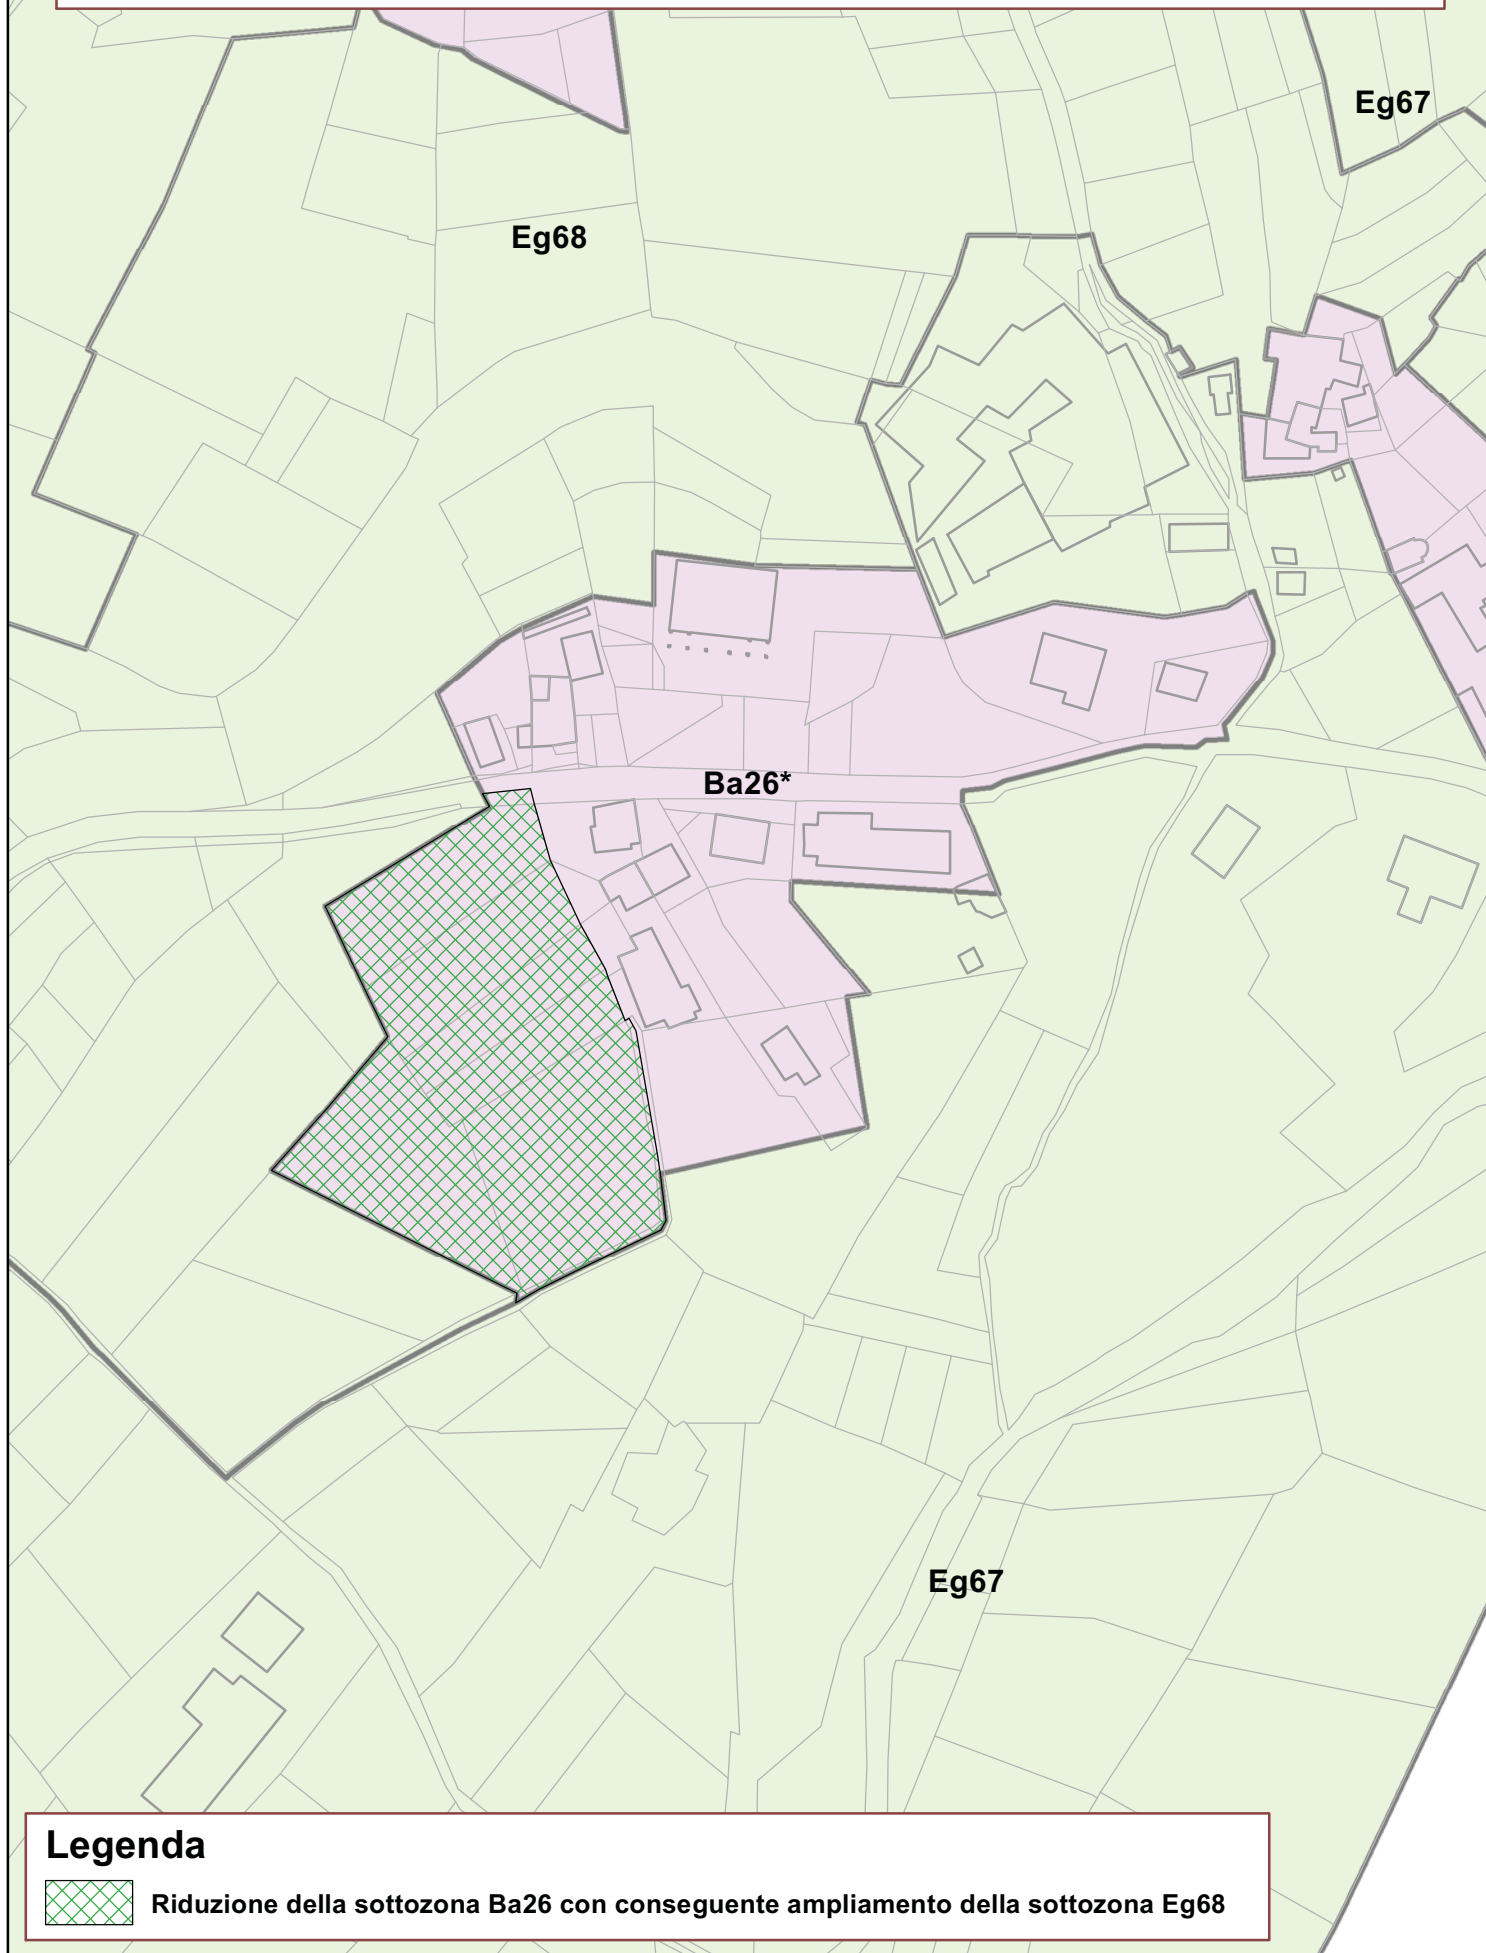 Eg67
Eg68
Ba26*
Eg67
Legenda
Riduzione della sottozona Ba26 con conseguente ampliamento della sottozona Eg68